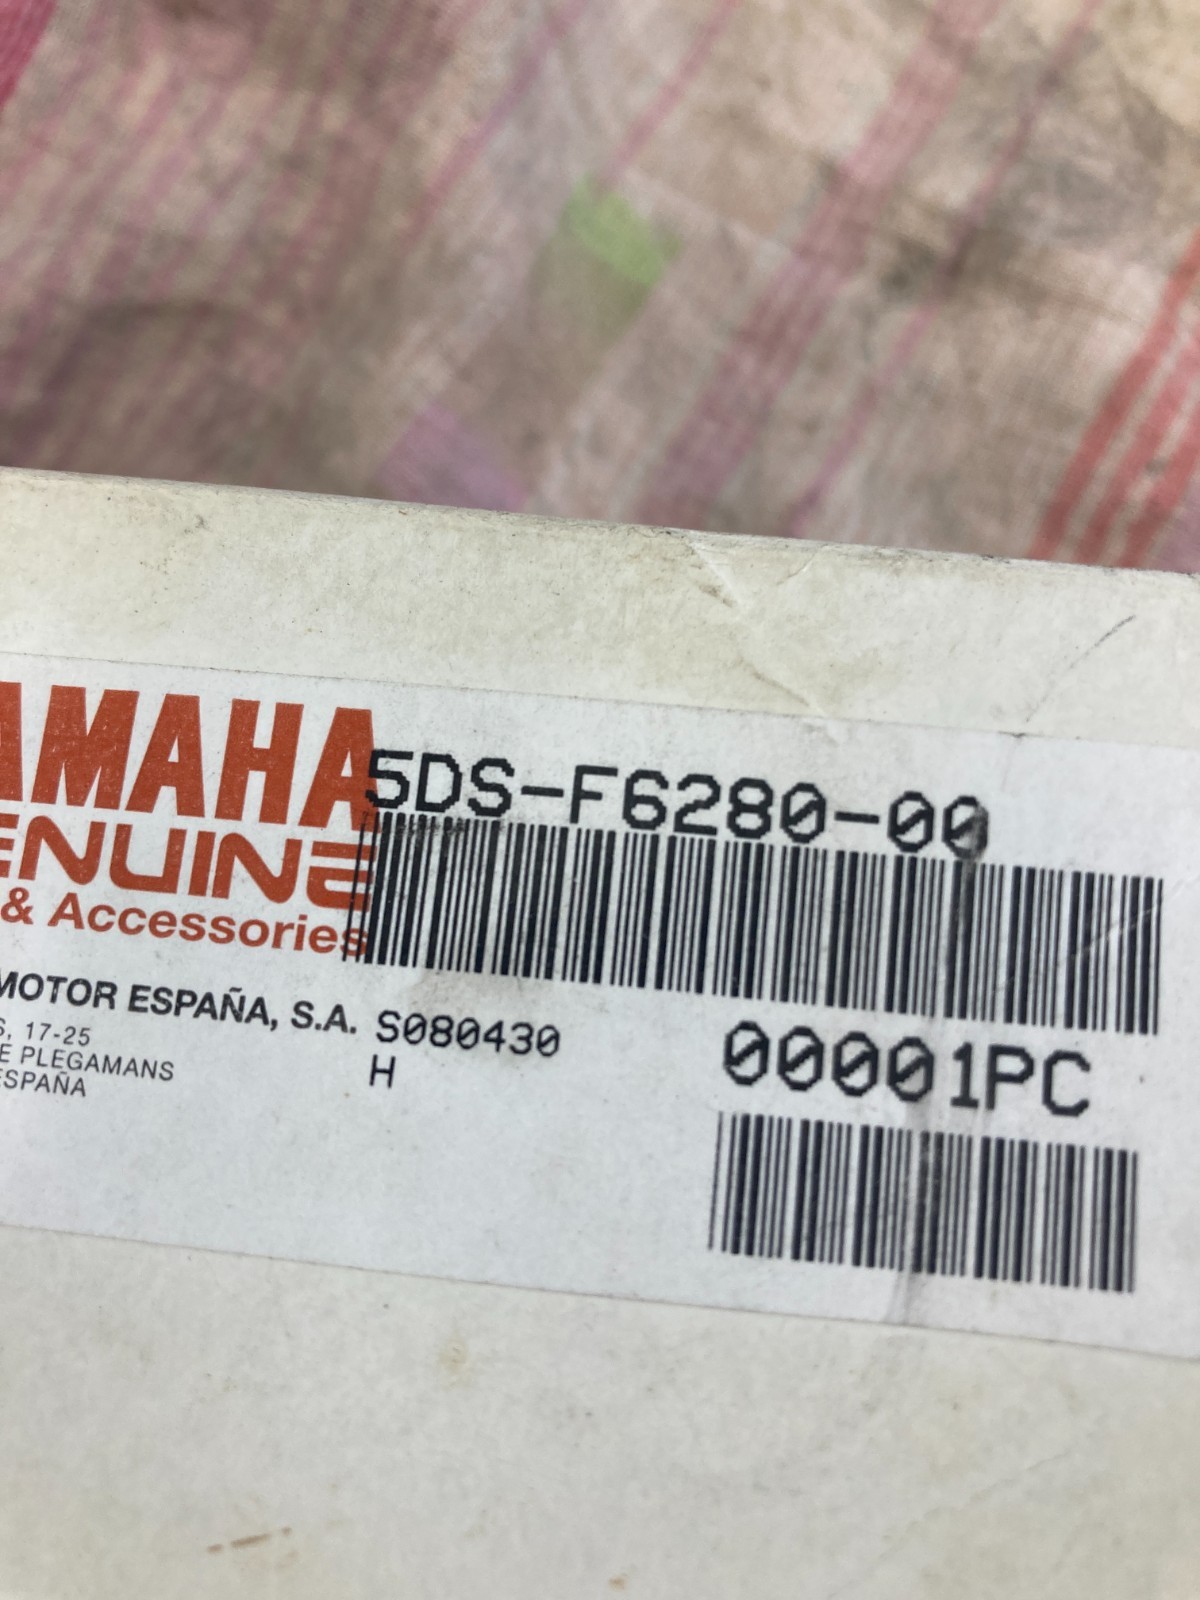 AMAHA
ENUINE
& Accessories
MOTOR ESPAÑA, S.A.
S, 17-25
E PLEGAMANS
ESPAÑA
5DS-F6280-00
S080430
H
00001PC